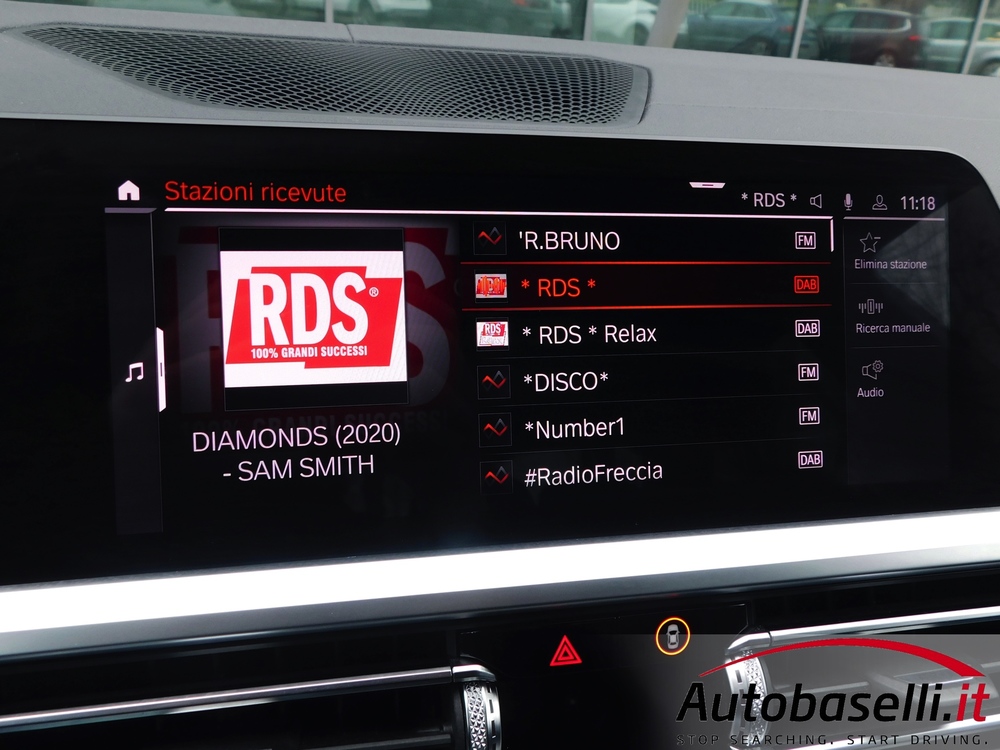 Stazioni ricevute
* RDS *
11:18
RDS®
100% GRANDI SUCCESSI
DIAMONDS (2020)
- SAM SMITH
'R.BRUNO FM
* RDS * DAB
RDS * RDS * Relax DAB
*DISCO* FM
*Number1 FM
#RadioFreccia DAB
Elimina stazione
Ricerca manuale
Audio
Autobaselli.it
STOP SEARCHING. START DRIVING.